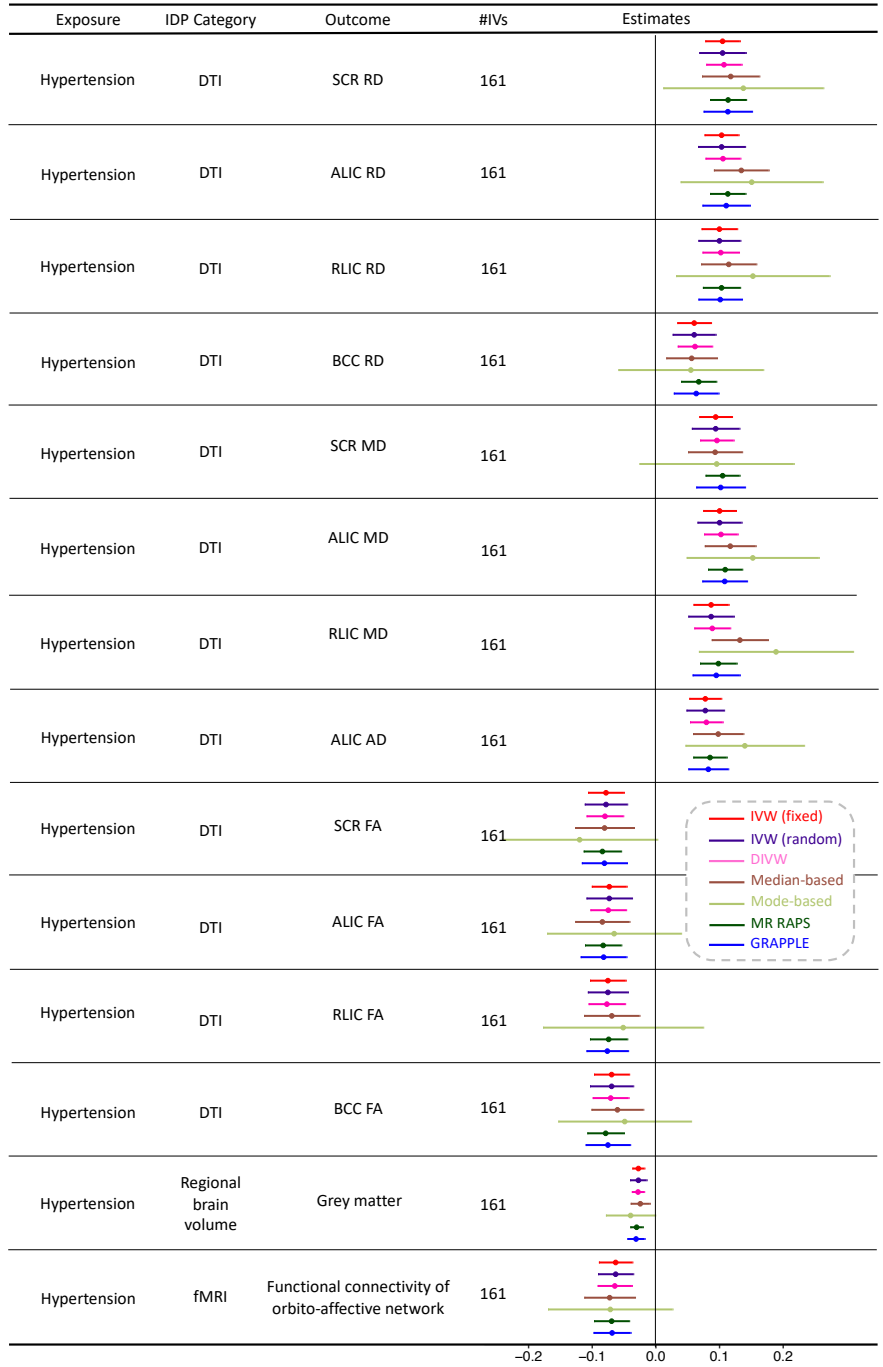 Exposure IDP Category Outcome #IVs Estimates
Hypertension DTI SCR RD 161
Hypertension DTI ALIC RD 161
Hypertension DTI RLIC RD 161
Hypertension DTI BCC RD 161
Hypertension DTI SCR MD 161
Hypertension DTI ALIC MD 161
Hypertension DTI RLIC MD 161
Hypertension DTI ALIC AD 161
Hypertension DTI SCR FA 161
Hypertension DTI ALIC FA 161
Hypertension DTI RLIC FA 161
Hypertension DTI BCC FA 161
Hypertension Regional
brain
volume Grey matter 161
Hypertension fMRI Functional connectivity of
orbito-affective network 161
IVW (fixed)
IVW (random)
DIVW
Median-based
Mode-based
MR RAPS
GRAPPLE
−0.2 −0.1 0.0 0.1 0.2